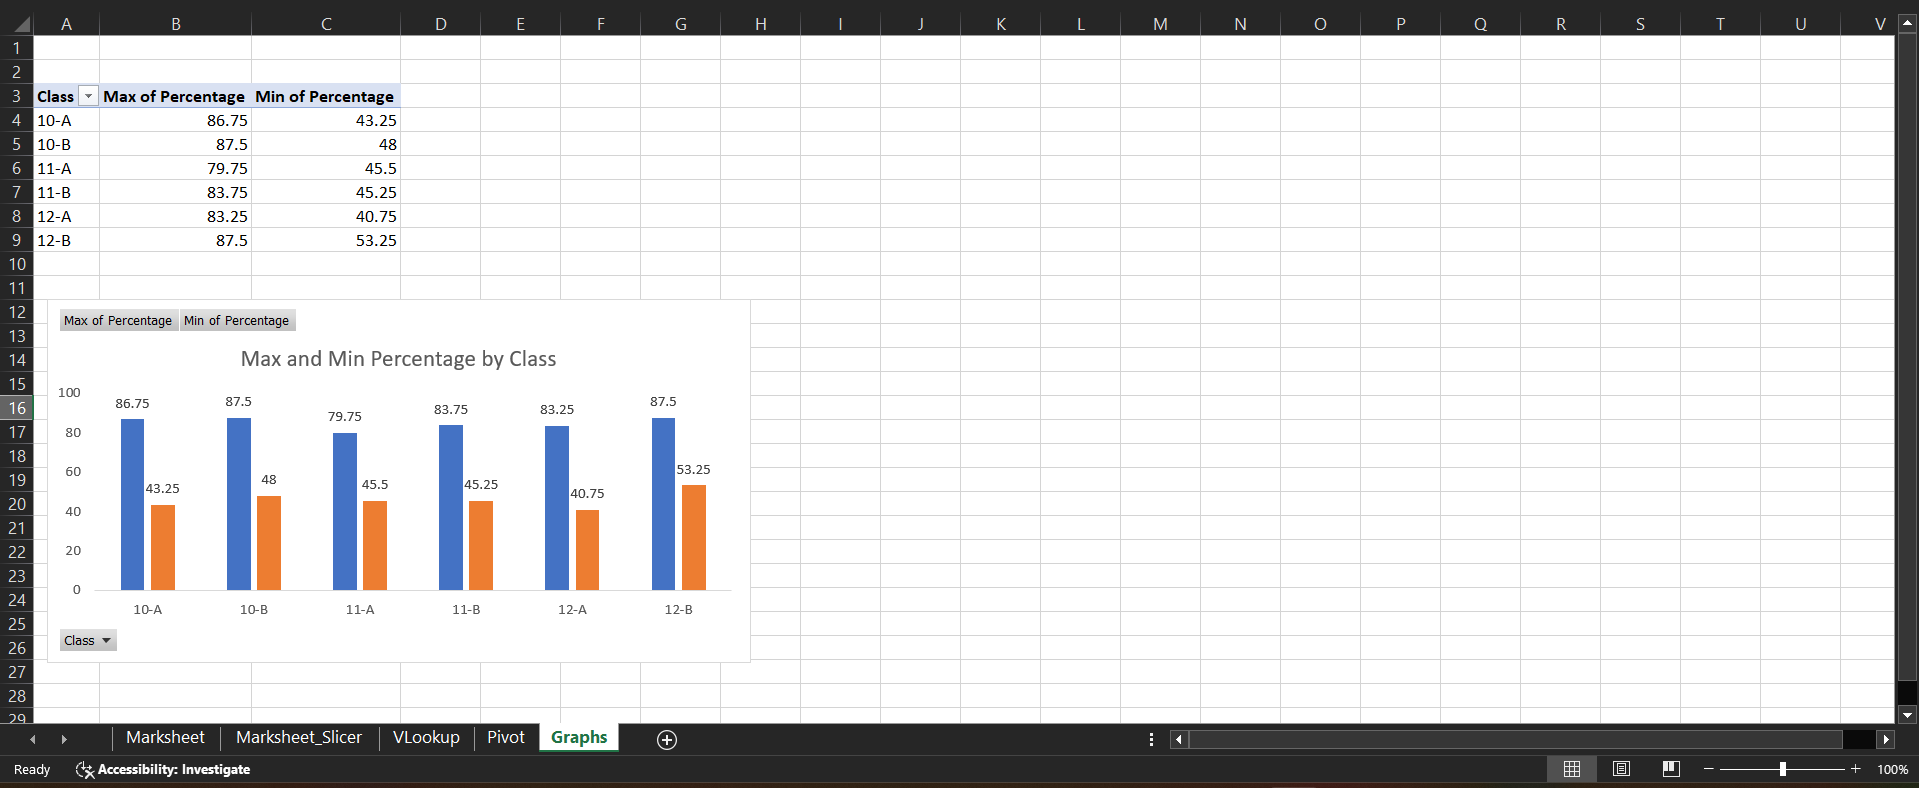 A B C D E F G H I J K L M N O P Q R S T U V
1
2
3 Class Max of Percentage Min of Percentage
4 10-A 86.75 43.25
5 10-B 87.5 48
6 11-A 79.75 45.5
7 11-B 83.75 45.25
8 12-A 83.25 40.75
9 12-B 87.5 53.25
10
11
12
13
14
15
16
17
18
19
20
21
22
23
24
25
26
27
28
29
Max of Percentage Min of Percentage
Max and Min Percentage by Class
100
80
60
40
20
0
86.75 43.25 87.5 48 79.75 45.5 83.75 45.25 83.25 40.75 87.5 53.25
10-A 10-B 11-A 11-B 12-A 12-B
Class
Marksheet Marksheet_Slicer VLookup Pivot Graphs
Ready Accessibility: Investigate 100%